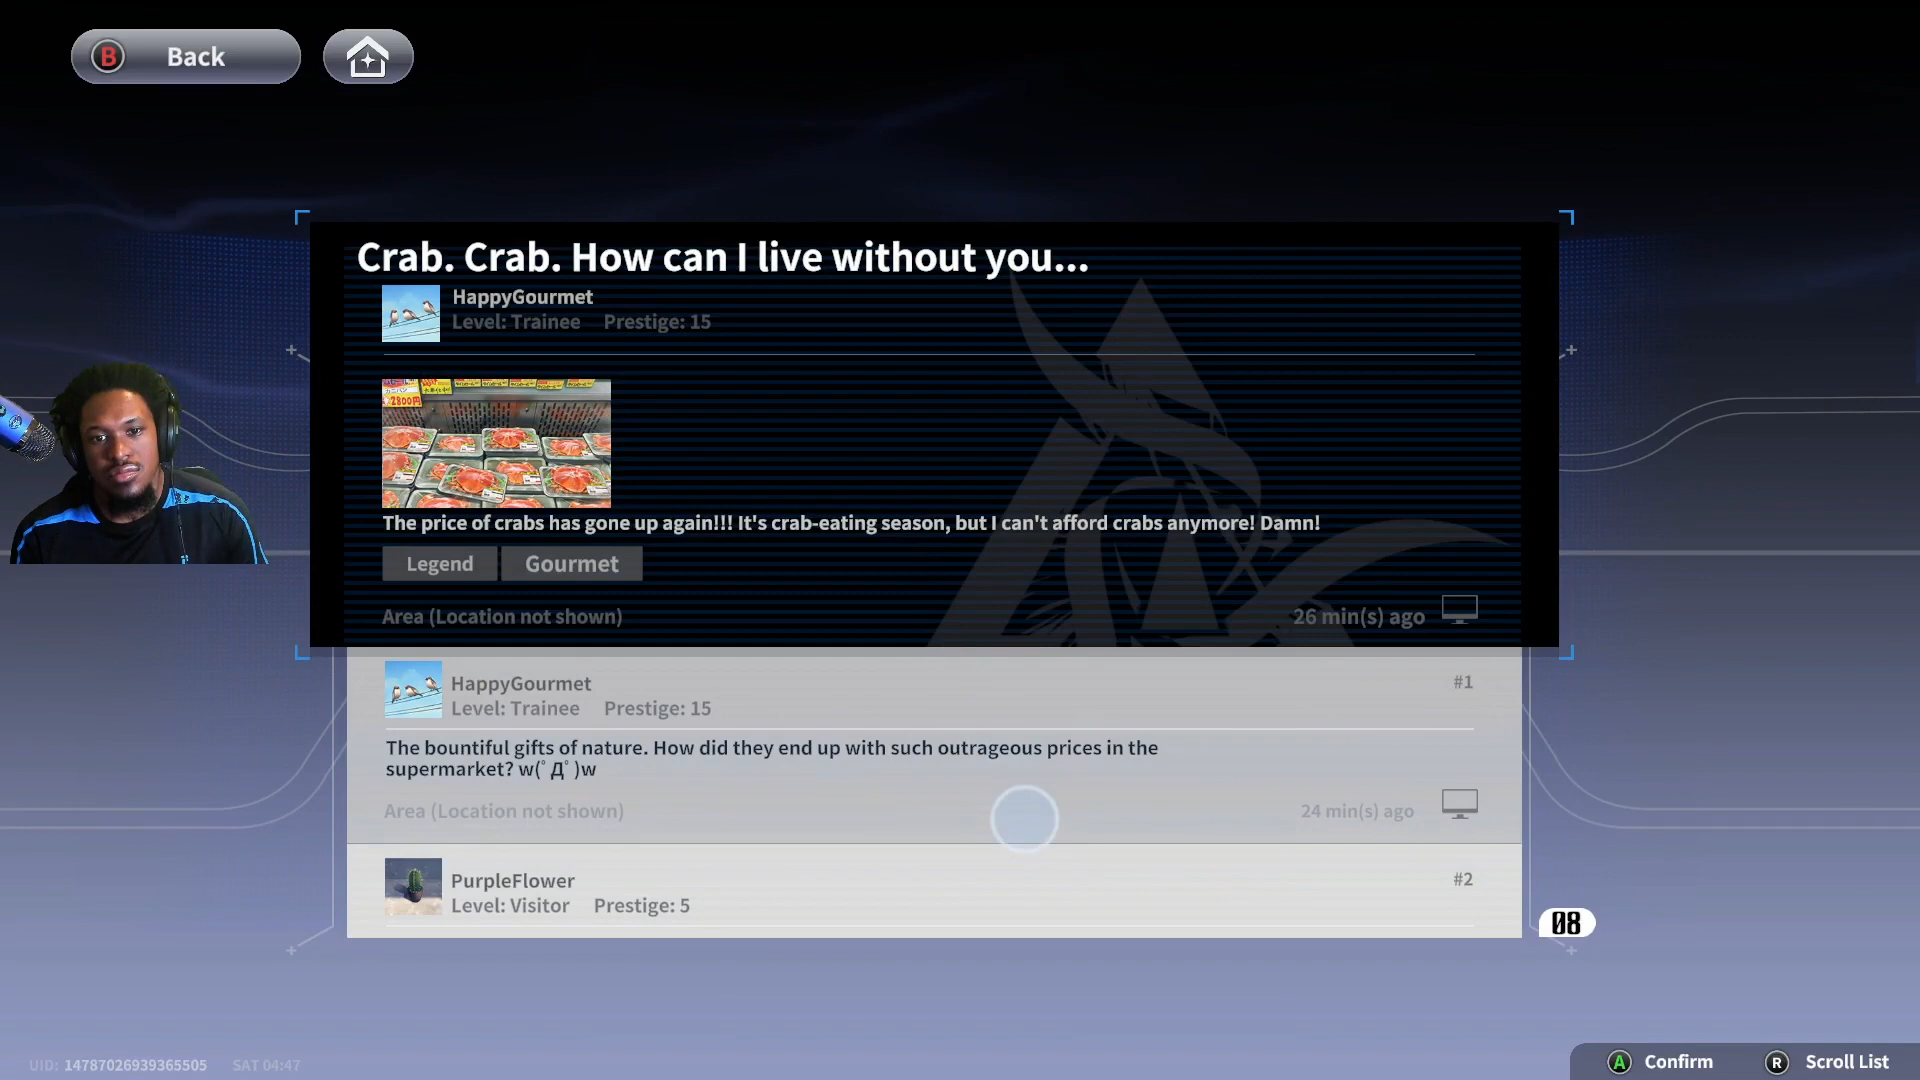 B Back
Crab. Crab. How can I live without you...
HappyGourmet
Level: Trainee Prestige: 15
2800円
The price of crabs has gone up again!!! It's crab-eating season, but I can't afford crabs anymore! Damn!
Legend Gourmet
Area (Location not shown) 26 min(s) ago
HappyGourmet #1
Level: Trainee Prestige: 15
The bountiful gifts of nature. How did they end up with such outrageous prices in the
supermarket? w(ﾟДﾟ)w
Area (Location not shown) 24 min(s) ago
PurpleFlower #2
Level: Visitor Prestige: 5
08
UID: 14787026939365505 SAT 04:47
A Confirm R Scroll List